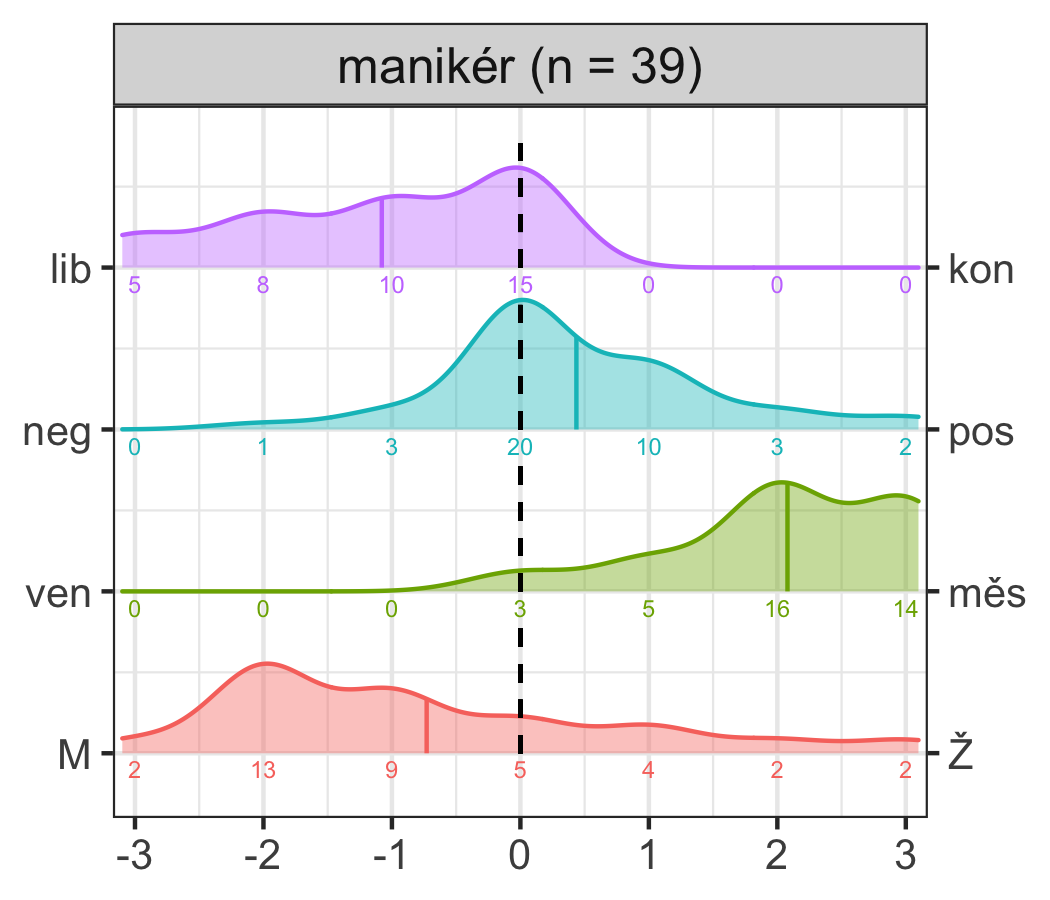 manikér (n = 39)
lib kon
5 8 10 15 0 0 0
neg pos
0 1 3 20 10 3 2
ven měs
0 0 0 3 5 16 14
M Ž
2 13 9 5 4 2 2
-3 -2 -1 0 1 2 3